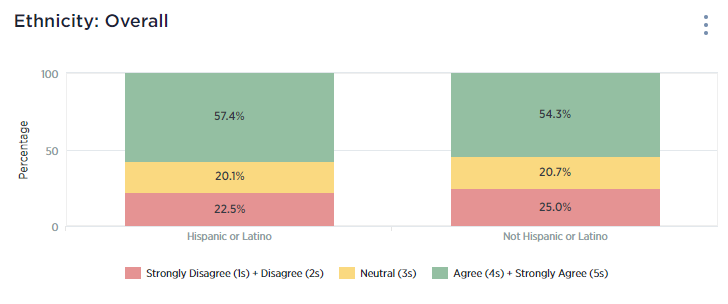 Ethnicity: Overall
100
50
0
Percentage
57.4%
20.1%
22.5%
54.3%
20.7%
25.0%
Hispanic or Latino
Not Hispanic or Latino
Strongly Disagree (1s) + Disagree (2s)
Neutral (3s)
Agree (4s) + Strongly Agree (5s)